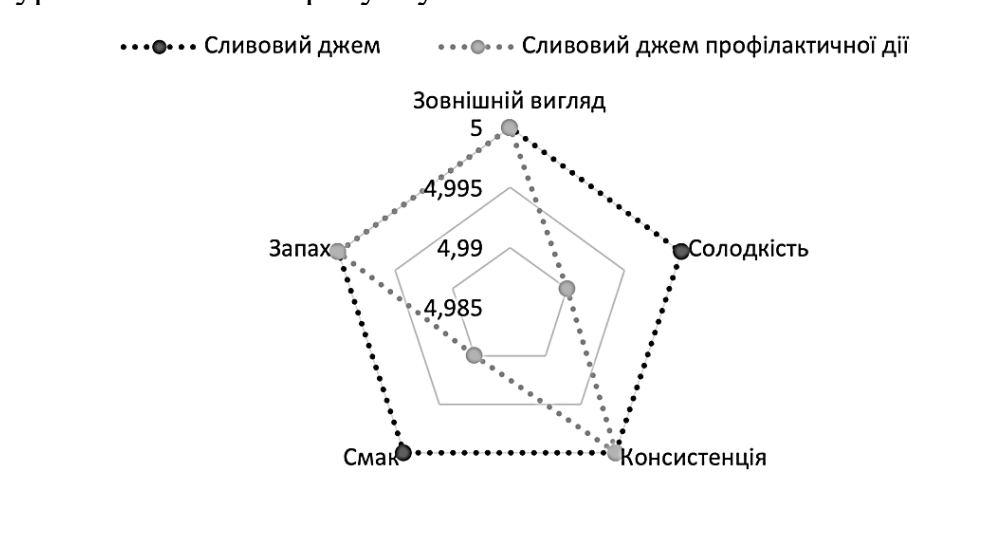 Сливовий джем
Сливовий джем профілактичної дії
Зовнішній вигляд
5
4,995
Запах
4,99
Солодкість
4,985
Смак
Консистенція